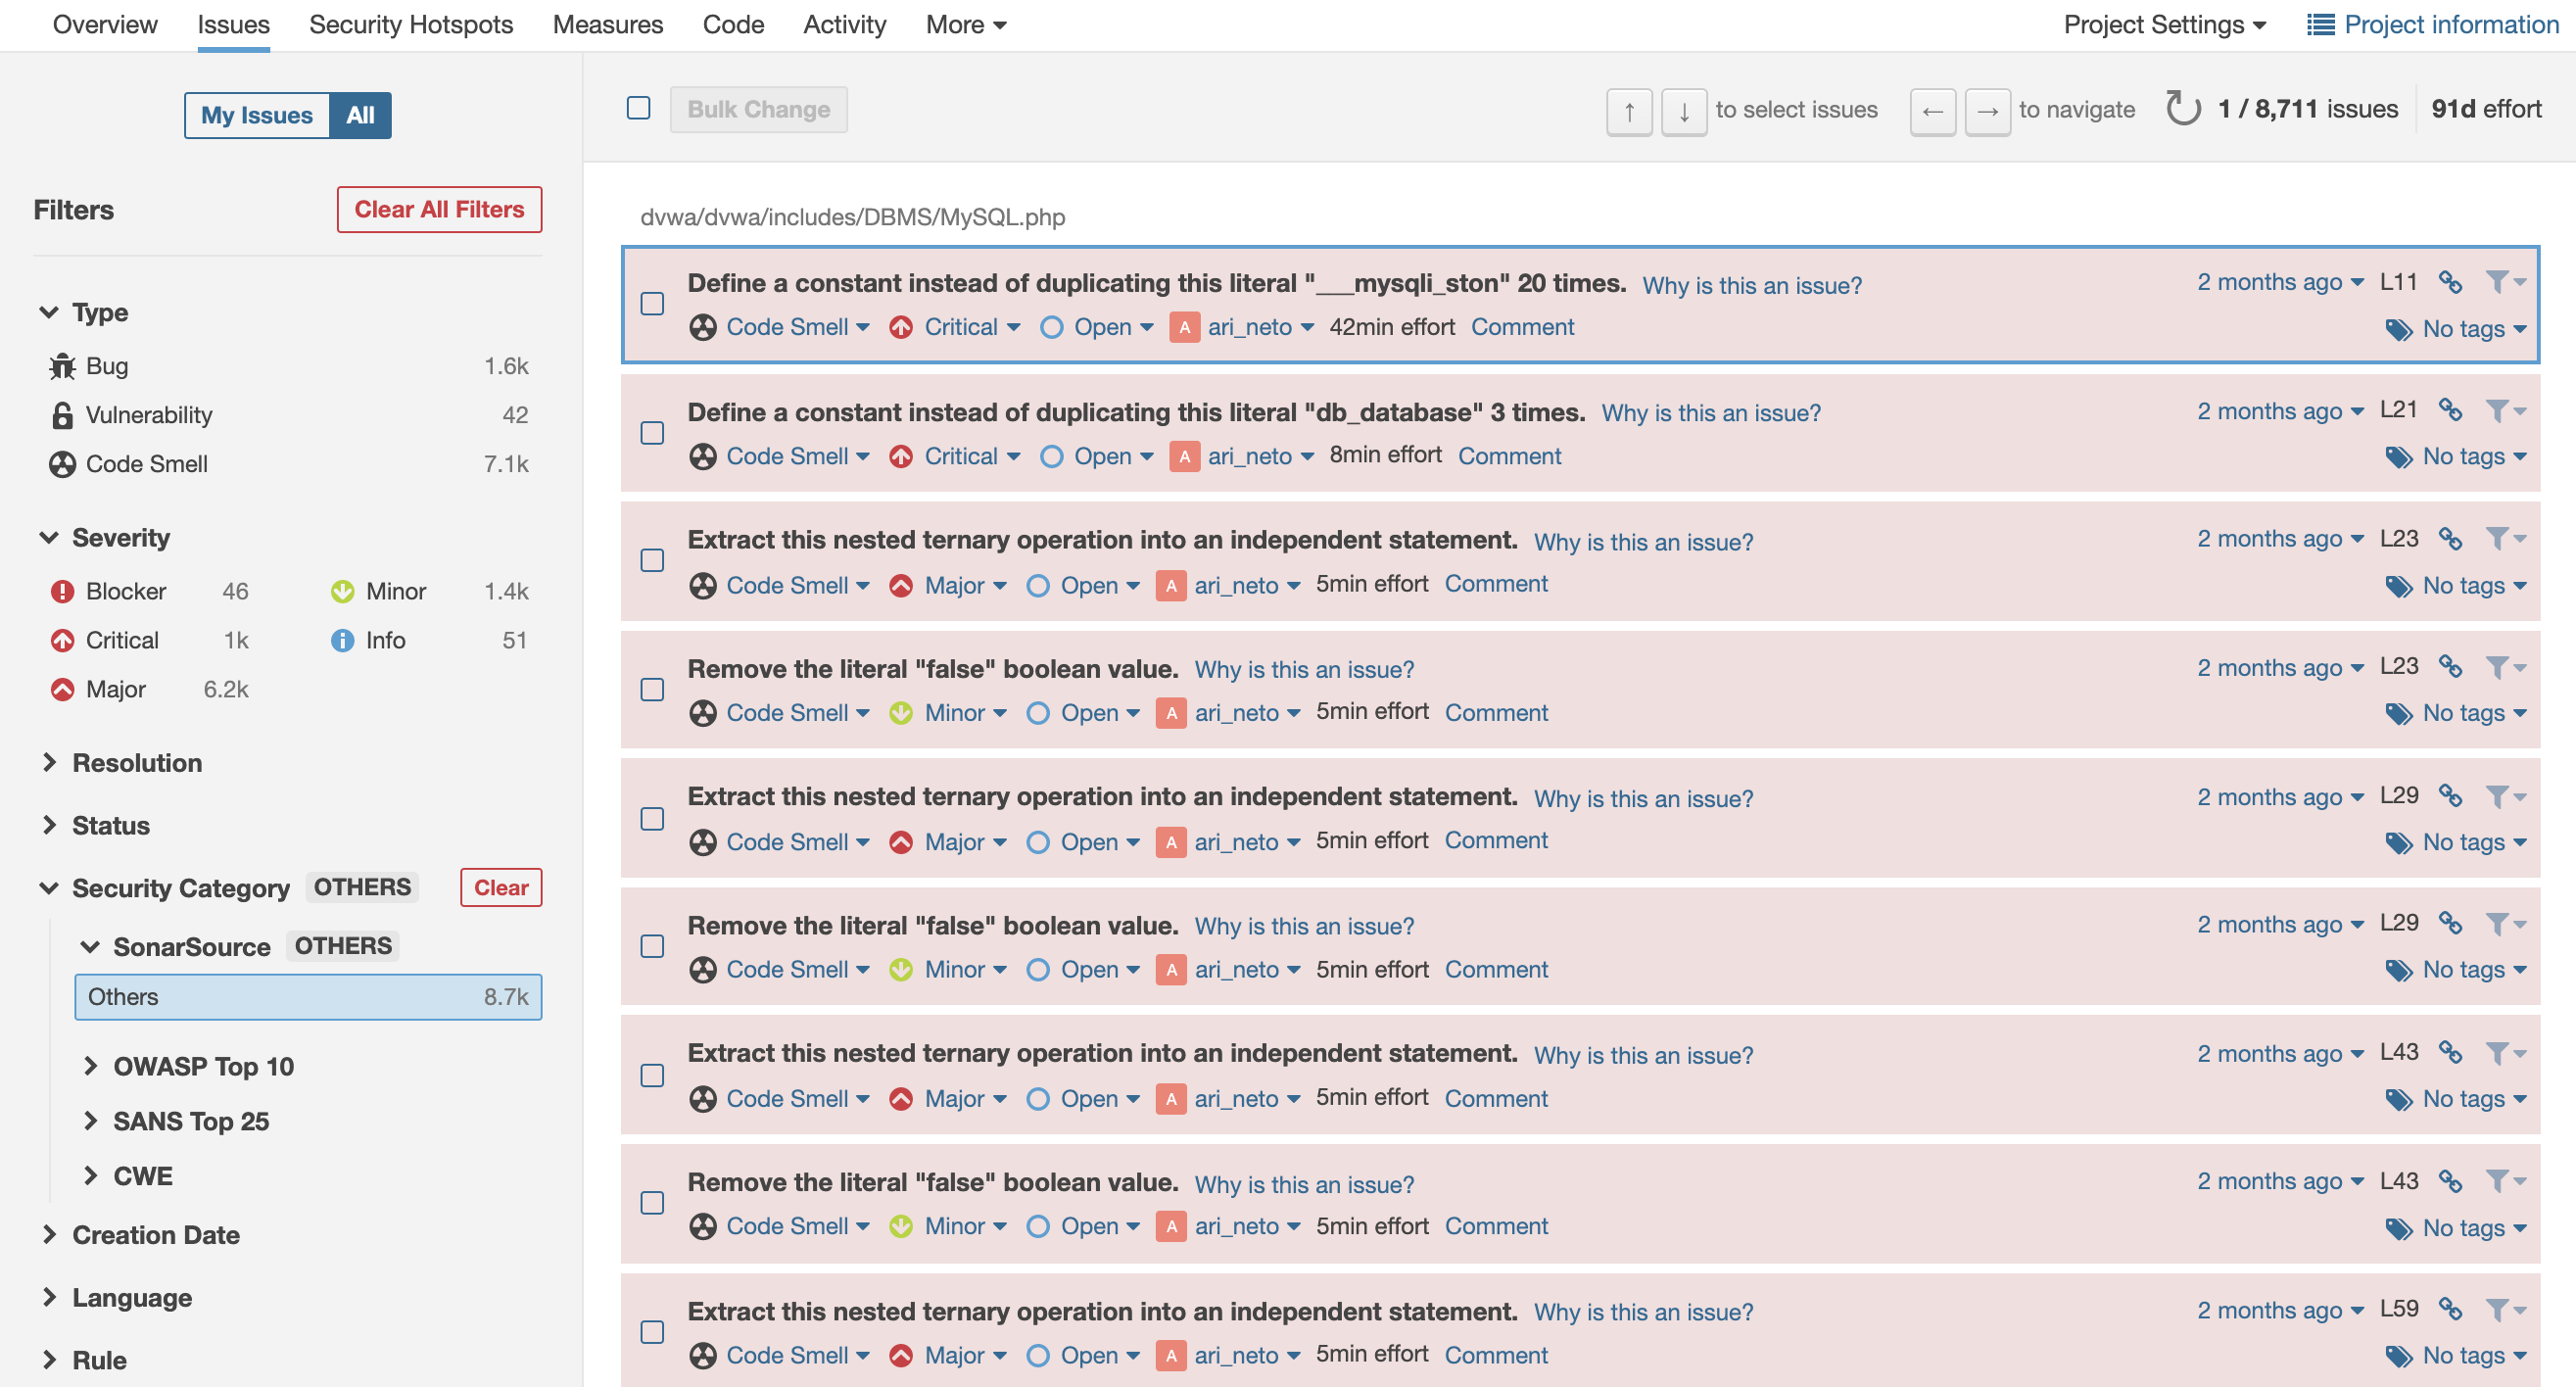 Overview Issues Security Hotspots Measures Code Activity More Project Settings Project information
My Issues All
Filters Clear All Filters
Type
Bug 1.6k
Vulnerability 42
Code Smell 7.1k
Severity
Blocker 46 Minor 1.4k
Critical 1k Info 51
Major 6.2k
Resolution
Status
Security Category OTHERS Clear
SonarSource OTHERS
Others 8.7k
OWASP Top 10
SANS Top 25
CWE
Creation Date
Language
Rule
Bulk Change ↑ ↓ to select issues ← → to navigate 1 / 8,711 issues 91d effort
dvwa/dvwa/includes/DBMS/MySQL.php
Define a constant instead of duplicating this literal "___mysqli_ston" 20 times. Why is this an issue? 2 months ago L11
Code Smell Critical Open A ari_neto 42min effort Comment No tags
Define a constant instead of duplicating this literal "db_database" 3 times. Why is this an issue? 2 months ago L21
Code Smell Critical Open A ari_neto 8min effort Comment No tags
Extract this nested ternary operation into an independent statement. Why is this an issue? 2 months ago L23
Code Smell Major Open A ari_neto 5min effort Comment No tags
Remove the literal "false" boolean value. Why is this an issue? 2 months ago L23
Code Smell Minor Open A ari_neto 5min effort Comment No tags
Extract this nested ternary operation into an independent statement. Why is this an issue? 2 months ago L29
Code Smell Major Open A ari_neto 5min effort Comment No tags
Remove the literal "false" boolean value. Why is this an issue? 2 months ago L29
Code Smell Minor Open A ari_neto 5min effort Comment No tags
Extract this nested ternary operation into an independent statement. Why is this an issue? 2 months ago L43
Code Smell Major Open A ari_neto 5min effort Comment No tags
Remove the literal "false" boolean value. Why is this an issue? 2 months ago L43
Code Smell Minor Open A ari_neto 5min effort Comment No tags
Extract this nested ternary operation into an independent statement. Why is this an issue? 2 months ago L59
Code Smell Major Open A ari_neto 5min effort Comment No tags